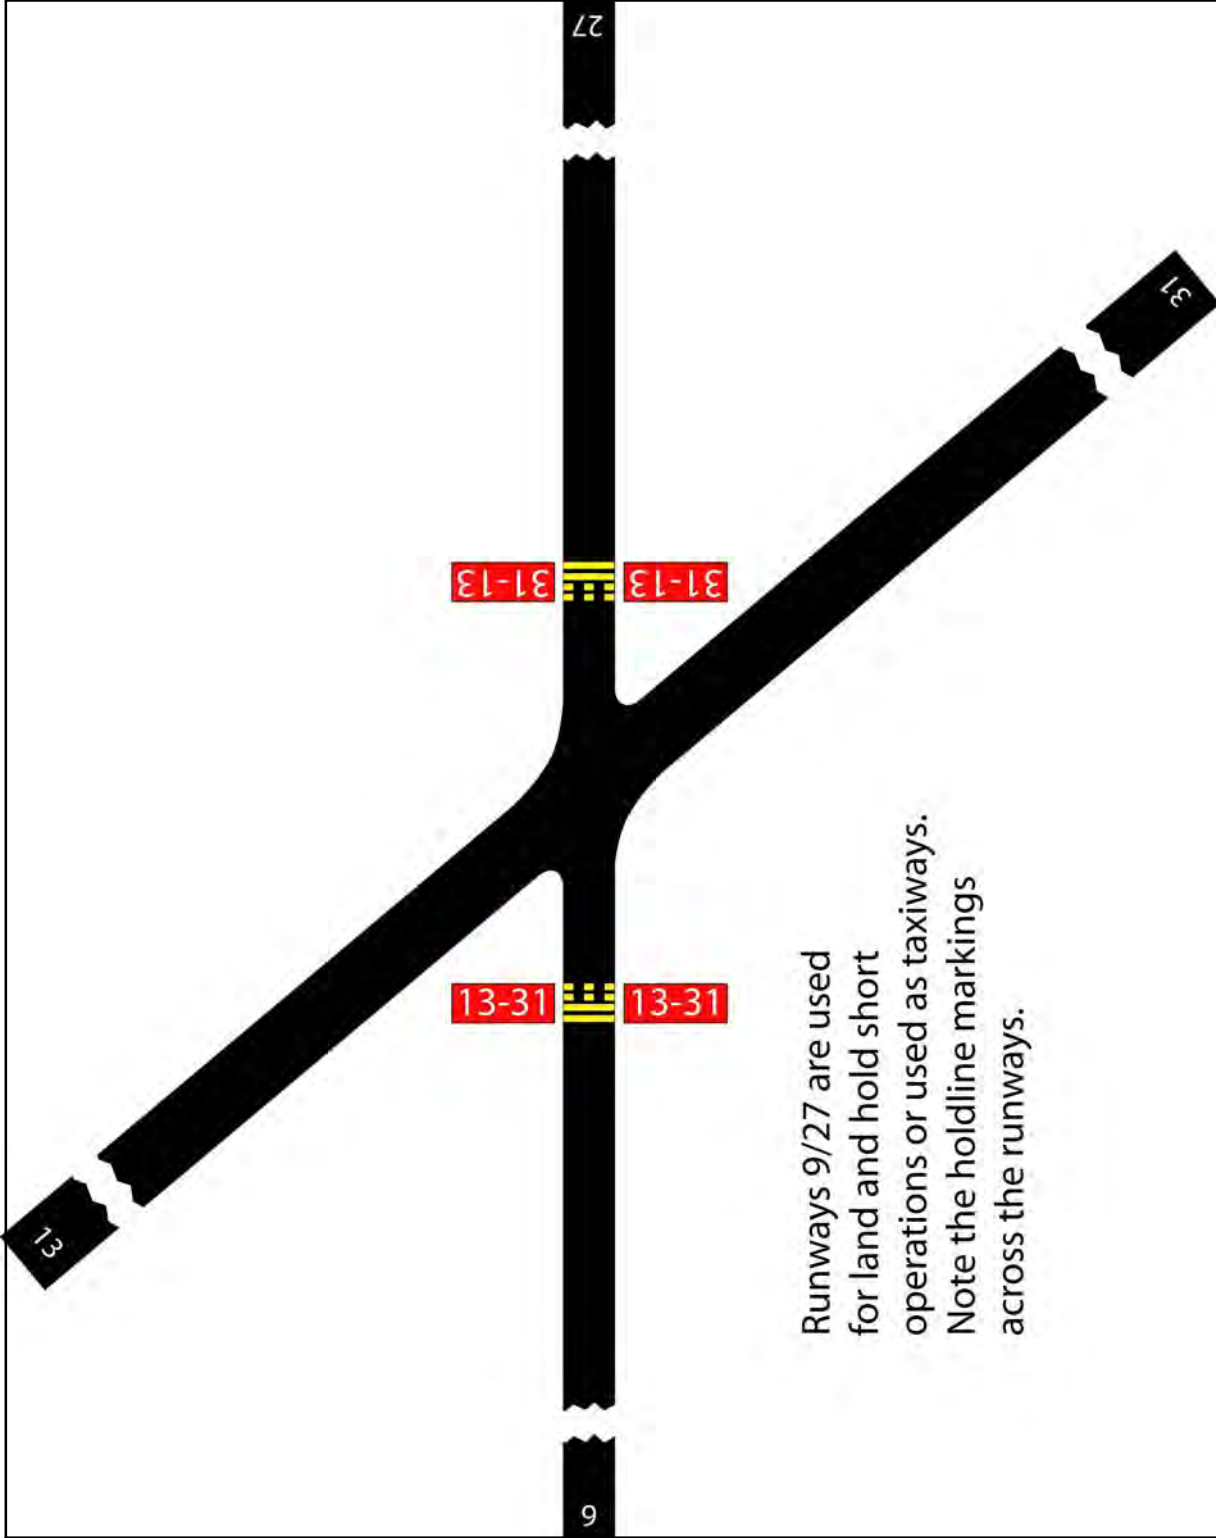 27
31
31-13
31-13
13-31
13-31
13
9
Runways 9/27 are used
for land and hold short
operations or used as taxiways.
Note the holdline markings
across the runways.